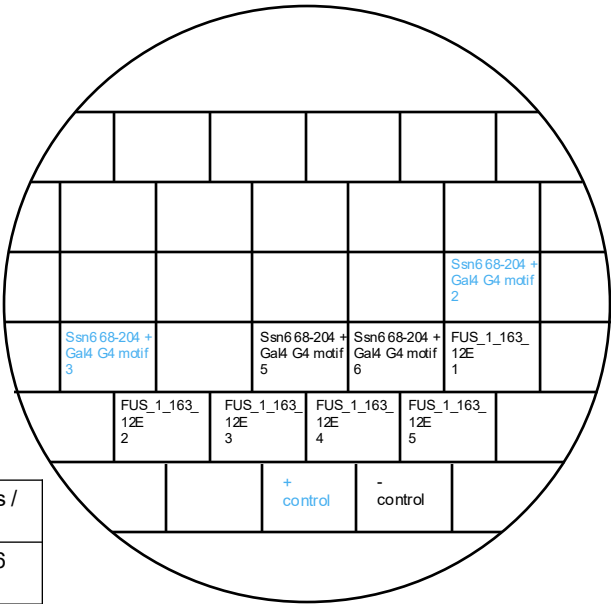 Ssn6 68-204 +
Gal4 G4 motif
2
Ssn6 68-204 +
Gal4 G4 motif
3
Ssn6 68-204 +
Gal4 G4 motif
5
Ssn6 68-204 +
Gal4 G4 motif
6
FUS_1_163_
12E
1
FUS_1_163_
12E
2
FUS_1_163_
12E
3
FUS_1_163_
12E
4
FUS_1_163_
12E
5
+
control
-
control
s /
6